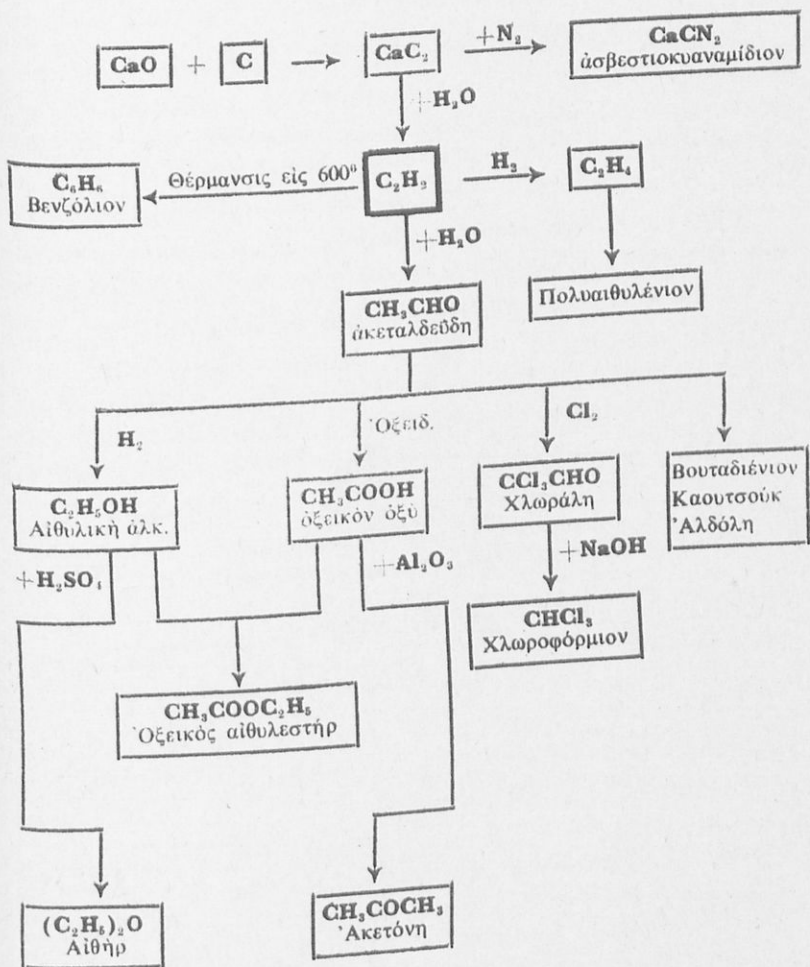 CaO + C → CaC₂ +N₂ → CaCN₂
ἀσβεστιοκυαναμίδιον
+H₂O
C₆H₆
Βενζόλιον
Θέρμανσις εἰς 600⁰
C₂H₂
H₂
C₂H₄
+H₂O
CH₃CHO
ἀκεταλδεΰδη
Πολυαιθυλένιον
H₂
Ὀξειδ.
Cl₂
C₂H₅OH
Αἰθυλικὴ ἀλκ.
CH₃COOH
ὀξεικὸν ὀξὺ
CCl₃CHO
Χλωράλη
Βουταδιένιον
Καουτσούκ
Ἀλδόλη
+H₂SO₄
+Al₂O₃
+NaOH
CHCl₃
Χλωροφόρμιον
CH₃COOC₂H₅
Ὀξεικὸς αἰθυλεστήρ
(C₂H₅)₂O
Αἰθὴρ
CH₃COCH₃
Ἀκετόνη